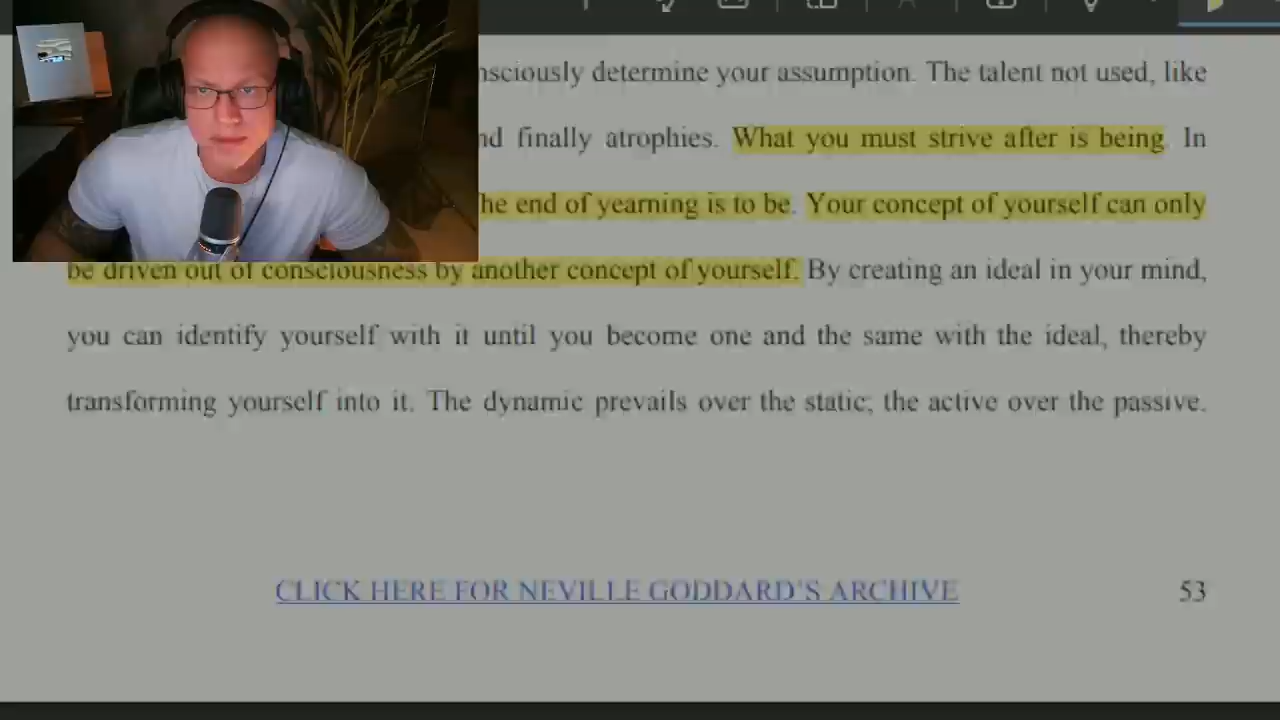 determine your assumption. The talent not used, like
finally atrophies. What you must strive after is being. In
end of yearning is to be. Your concept of yourself can only
be driven out of consciousness by another concept of yourself. By creating an ideal in your mind,
you can identify yourself with it until you become one and the same with the ideal, thereby
transforming yourself into it. The dynamic prevails over the static; the active over the passive.
CLICK HERE FOR NEVILLE GODDARD'S ARCHIVE 53